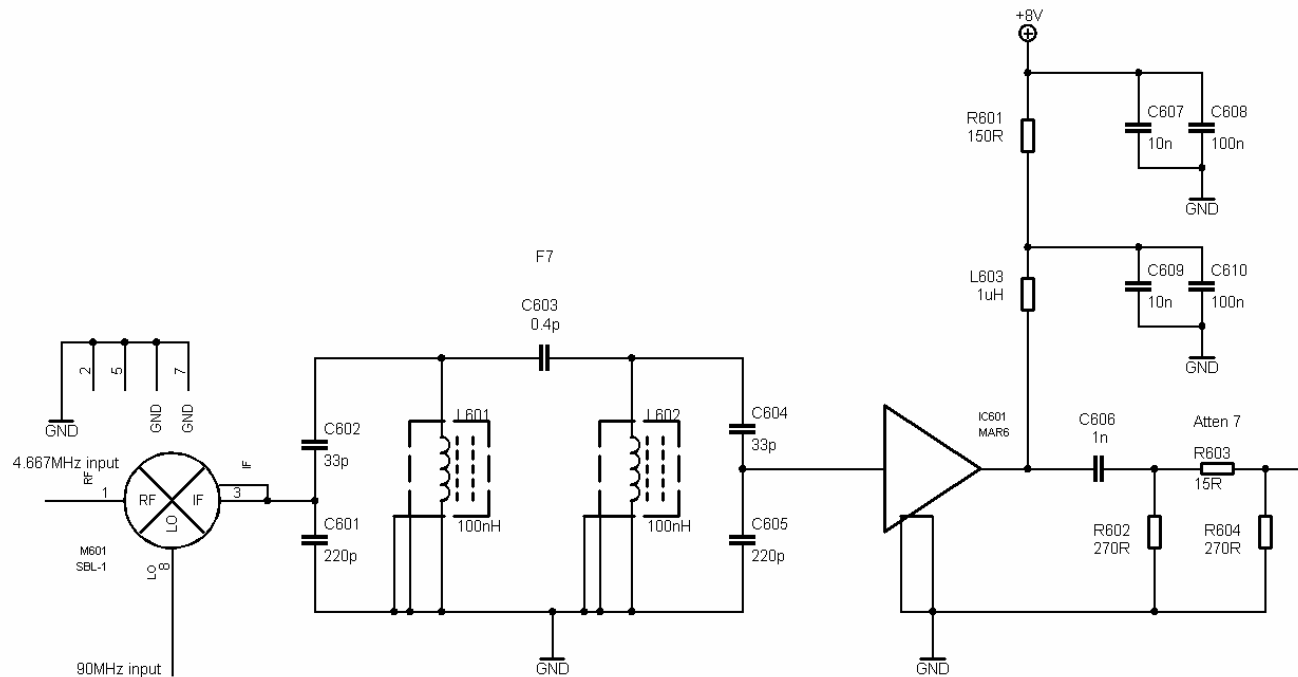 +8V
R601
150R
C607
10n
C608
100n
GND
F7
C603
0.4p
L603
1uH
C609
10n
C610
100n
GND
2
5
GND
7
GND
GND
4.667MHz input
RF
1
RF
IF
LO
IF
3
M601
SBL-1
LO
8
90MHz input
C602
33p
C601
220p
L601
100nH
L602
100nH
C604
33p
C605
220p
GND
IC601
MAR6
GND
C606
1n
Atten 7
R603
15R
R602
270R
R604
270R